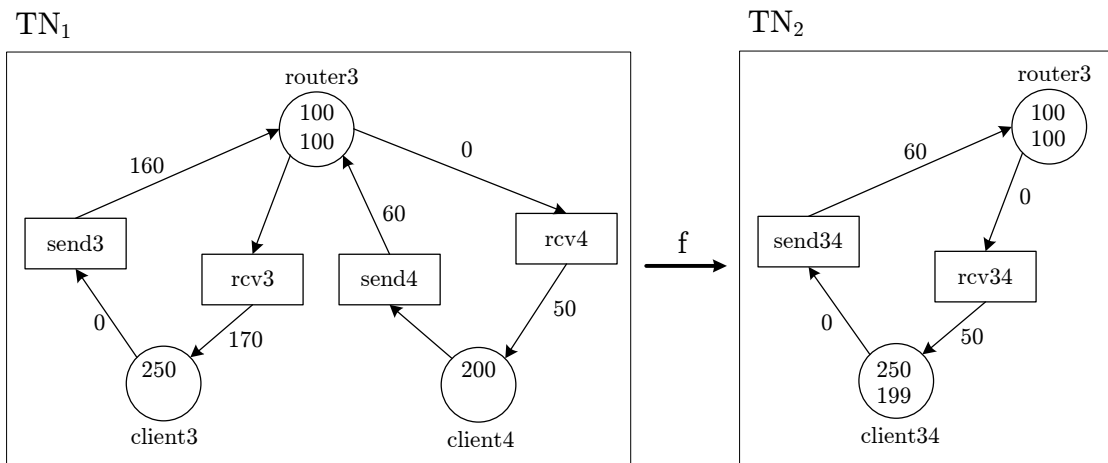 TN₁
TN₂
router3
router3
100
100
100
100
160
0
60
60
0
send3
rcv4
send34
f
rcv3
send4
rcv34
0
170
50
0
50
250
200
250
199
client3
client4
client34